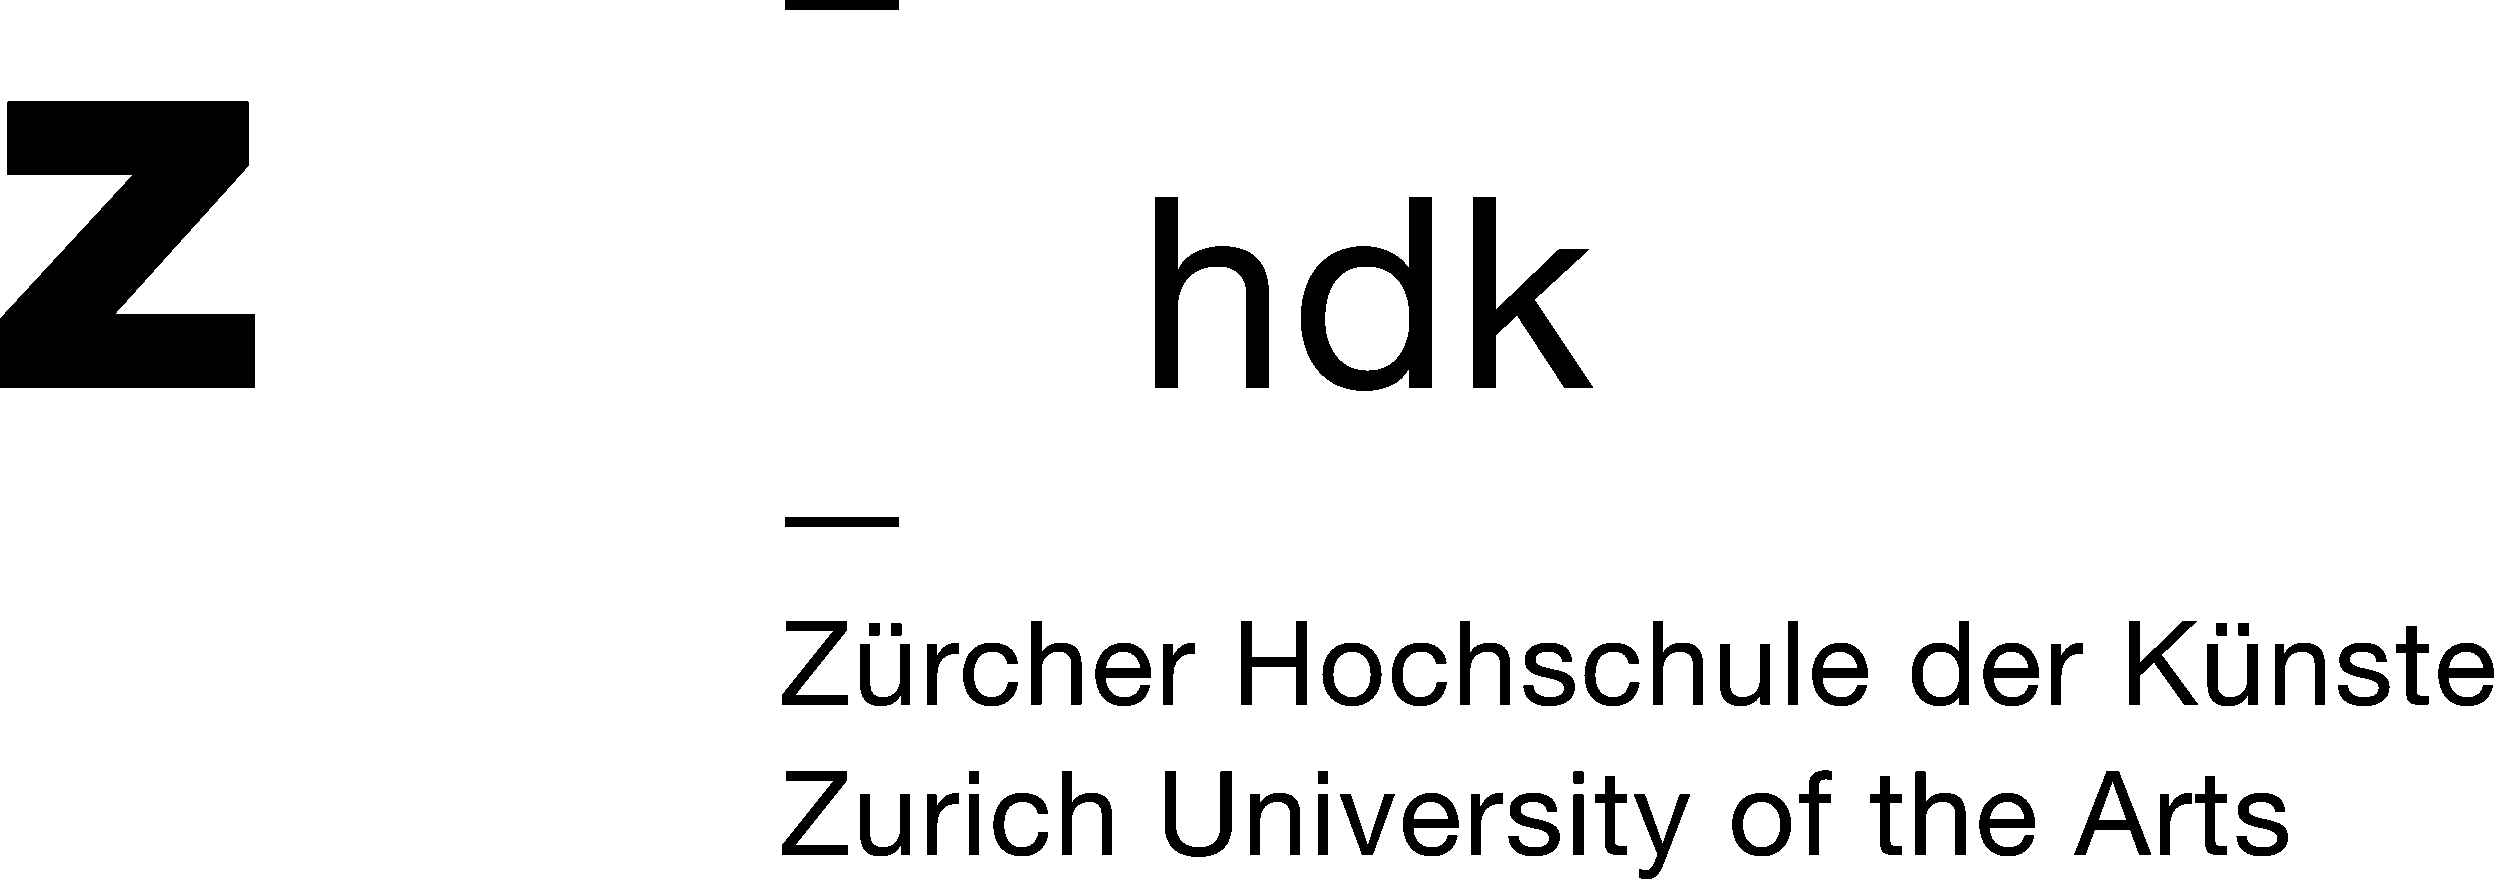 z hdk
Zürcher Hochschule der Künste
Zurich University of the Arts